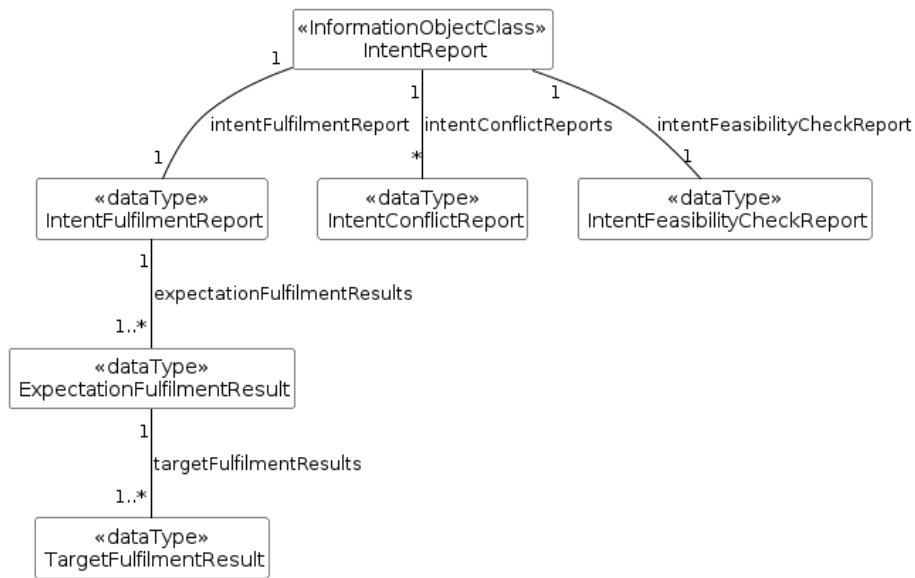 «InformationObjectClass»
IntentReport
1
1
1
intentFulfilmentReport
intentConflictReports
intentFeasibilityCheckReport
1
*
1
«dataType»
IntentFulfilmentReport
«dataType»
IntentConflictReport
«dataType»
IntentFeasibilityCheckReport
1
expectationFulfilmentResults
1..*
«dataType»
ExpectationFulfilmentResult
1
targetFulfilmentResults
1..*
«dataType»
TargetFulfilmentResult